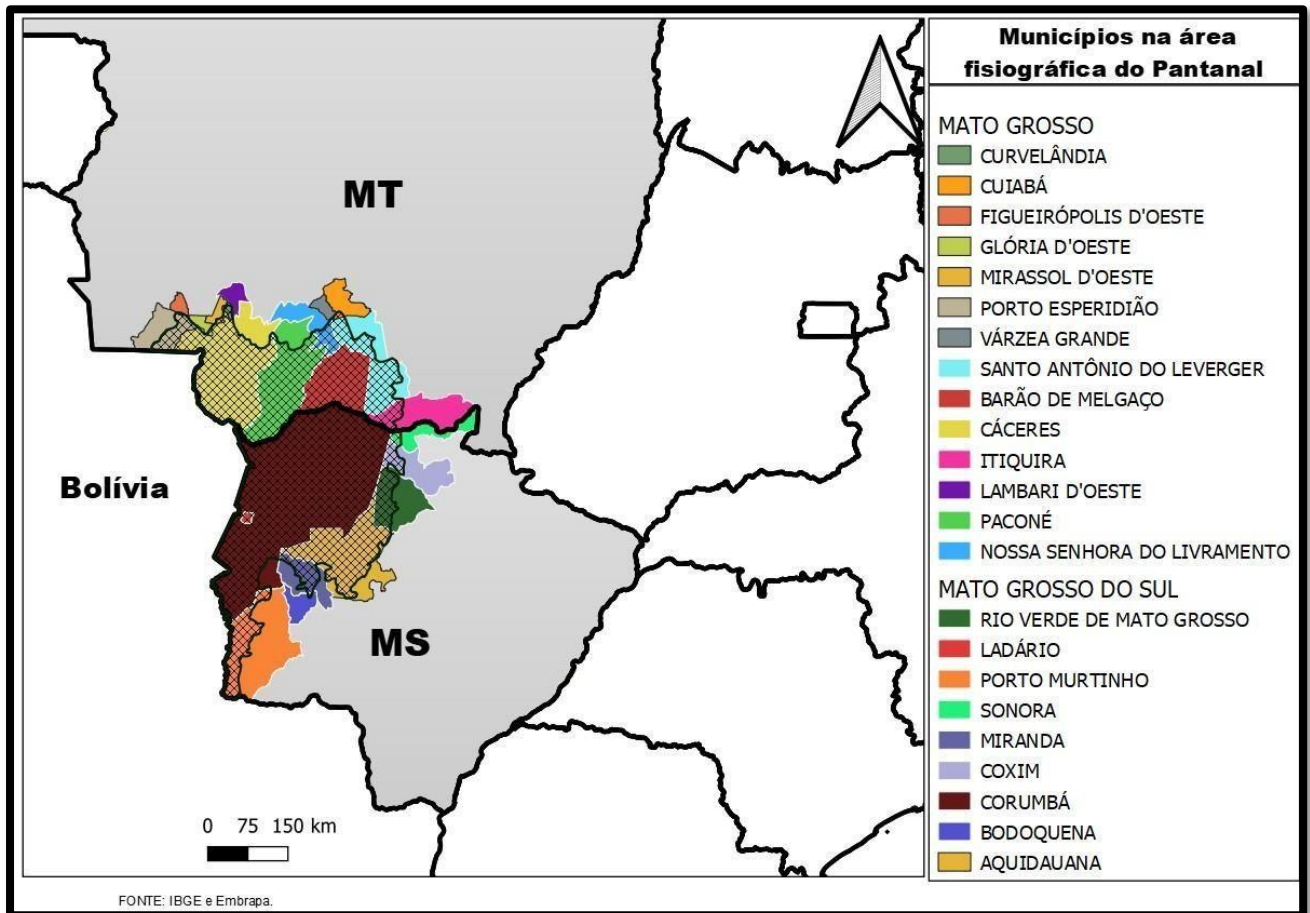 MT
Bolívia
MS
0 75 150 km
FONTE: IBGE e Embrapa.
Municípios na área
fisiográfica do Pantanal
MATO GROSSO
CURVELÂNDIA
CUIABÁ
FIGUEIRÓPOLIS D'OESTE
GLÓRIA D'OESTE
MIRASSOL D'OESTE
PORTO ESPERIDIÃO
VÁRZEA GRANDE
SANTO ANTÔNIO DO LEVERGER
BARÃO DE MELGAÇO
CÁCERES
ITIQUIRA
LAMBARI D'OESTE
PACONÉ
NOSSA SENHORA DO LIVRAMENTO
MATO GROSSO DO SUL
RIO VERDE DE MATO GROSSO
LADÁRIO
PORTO MURTINHO
SONORA
MIRANDA
COXIM
CORUMBÁ
BODOQUENA
AQUIDAUANA